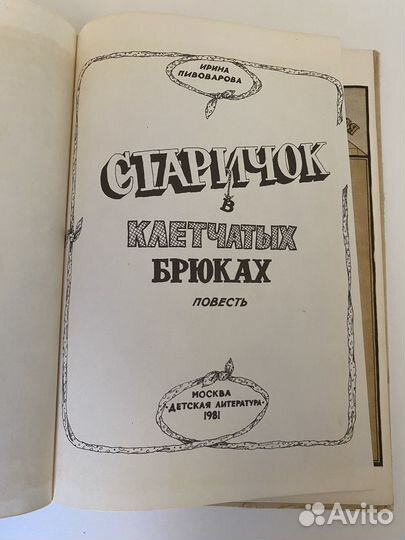 ИРИНА
ПИВОВАРОВА
СТАРИЧОК
В
КЛЕТЧАТЫХ
БРЮКАХ
ПОВЕСТЬ
МОСКВА
"ДЕТСКАЯ ЛИТЕРАТУРА"
1981
Avito